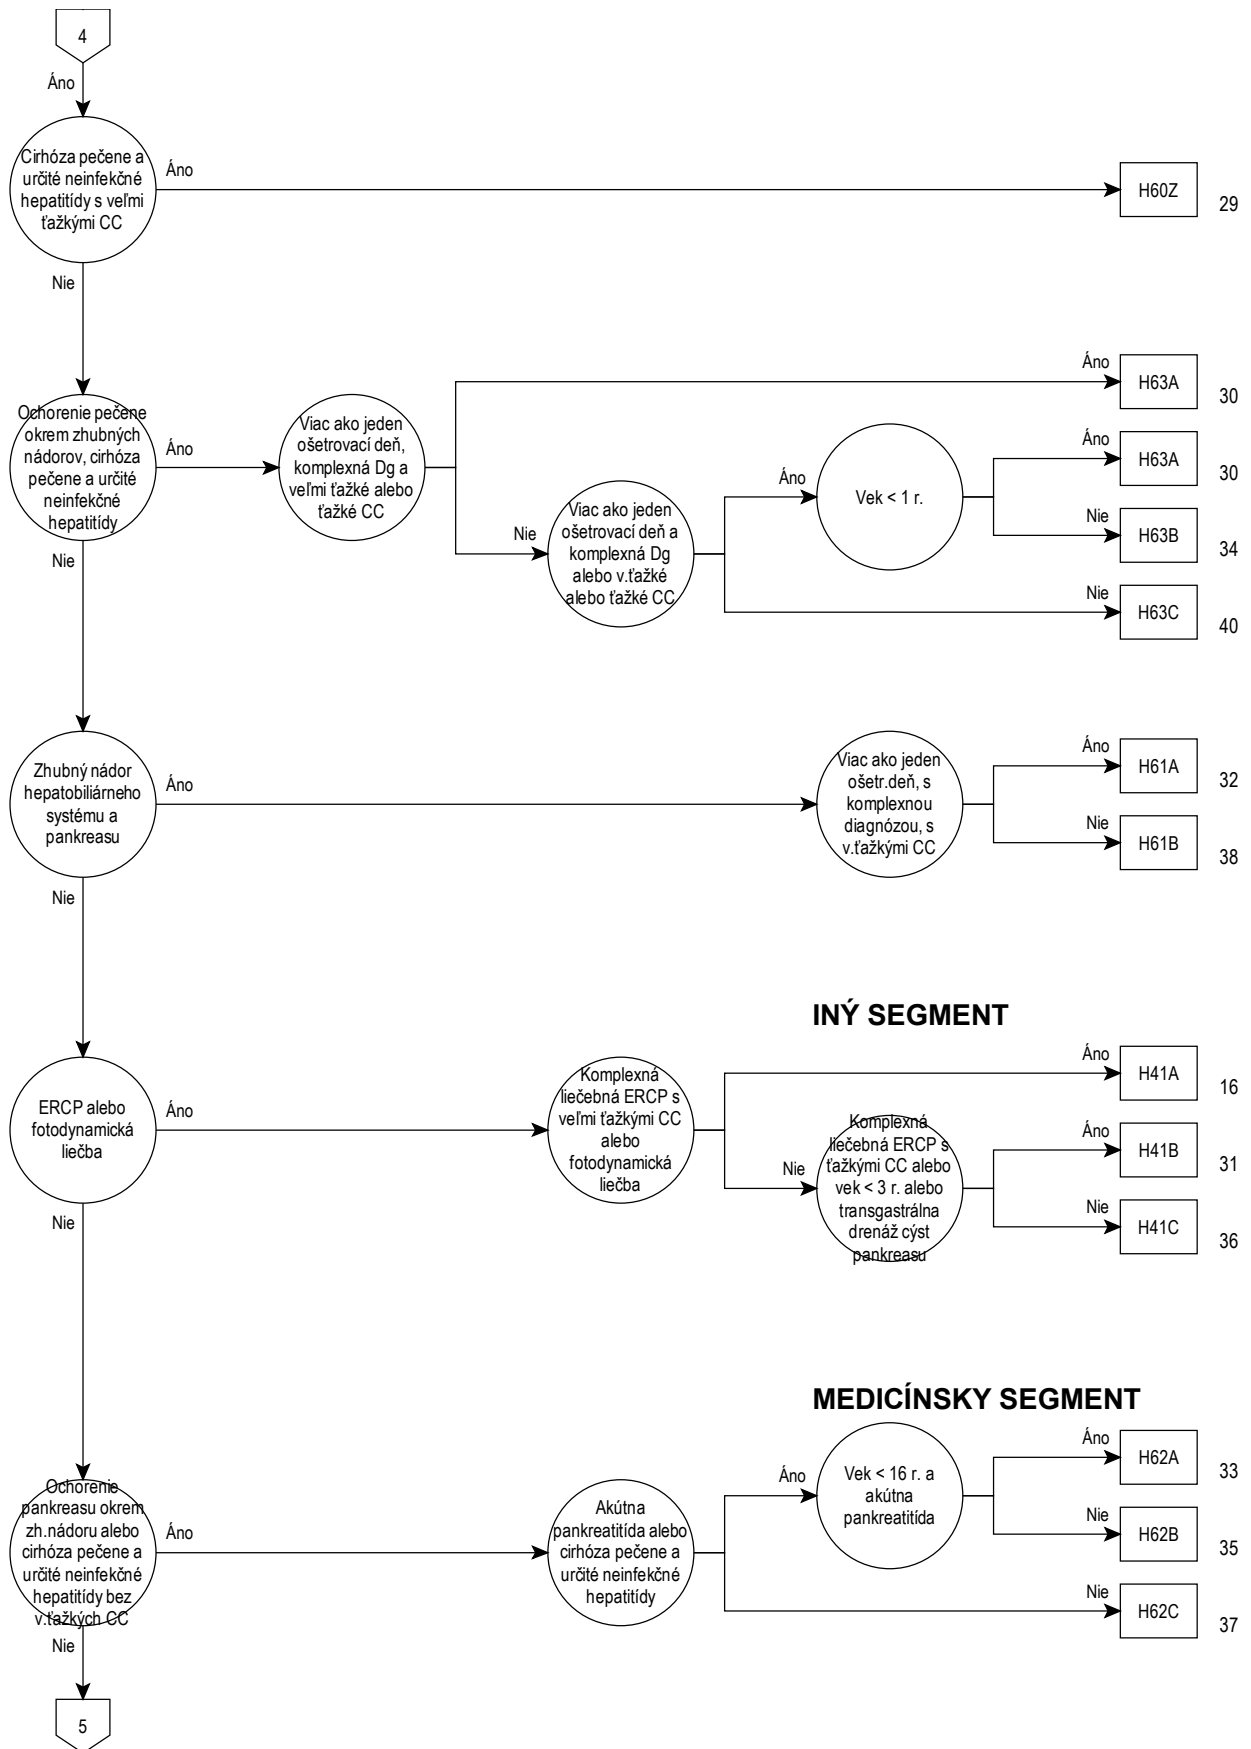 4
Áno
Cirhóza pečene a
určité neinfekčné
hepatitídy s veľmi
ťažkými CC
Áno
H60Z
29
Nie
Ochorenie pečene
okrem zhubných
nádorov, cirhóza
pečene a určité
neinfekčné
hepatitídy
Áno
Viac ako jeden
ošetrovací deň,
komplexná Dg a
veľmi ťažké alebo
ťažké CC
Áno
H63A
30
Nie
Viac ako jeden
ošetrovací deň a
komplexná Dg
alebo v.ťažké
alebo ťažké CC
Áno
Vek < 1 r.
Áno
H63A
30
Nie
H63B
34
Nie
H63C
40
Nie
Zhubný nádor
hepatobiliárneho
systému a
pankreasu
Áno
Viac ako jeden
ošetr.deň, s
komplexnou
diagnózou, s
v.ťažkými CC
Áno
H61A
32
Nie
H61B
38
Nie
INÝ SEGMENT
ERCP alebo
fotodynamická
liečba
Áno
Komplexná
liečebná ERCP s
veľmi ťažkými CC
alebo
fotodynamická
liečba
Áno
H41A
16
Nie
Komplexná
liečebná ERCP s
ťažkými CC alebo
vek < 3 r. alebo
transgastrálna
drenáž cýst
pankreasu
Áno
H41B
31
Nie
H41C
36
Nie
MEDICÍNSKY SEGMENT
Ochorenie
pankreasu okrem
zh.nádoru alebo
cirhóza pečene a
určité neinfekčné
hepatitídy bez
v.ťažkých CC
Áno
Akútna
pankreatitída alebo
cirhóza pečene a
určité neinfekčné
hepatitídy
Áno
Vek < 16 r. a
akútna
pankreatitída
Áno
H62A
33
Nie
H62B
35
Nie
H62C
37
Nie
5